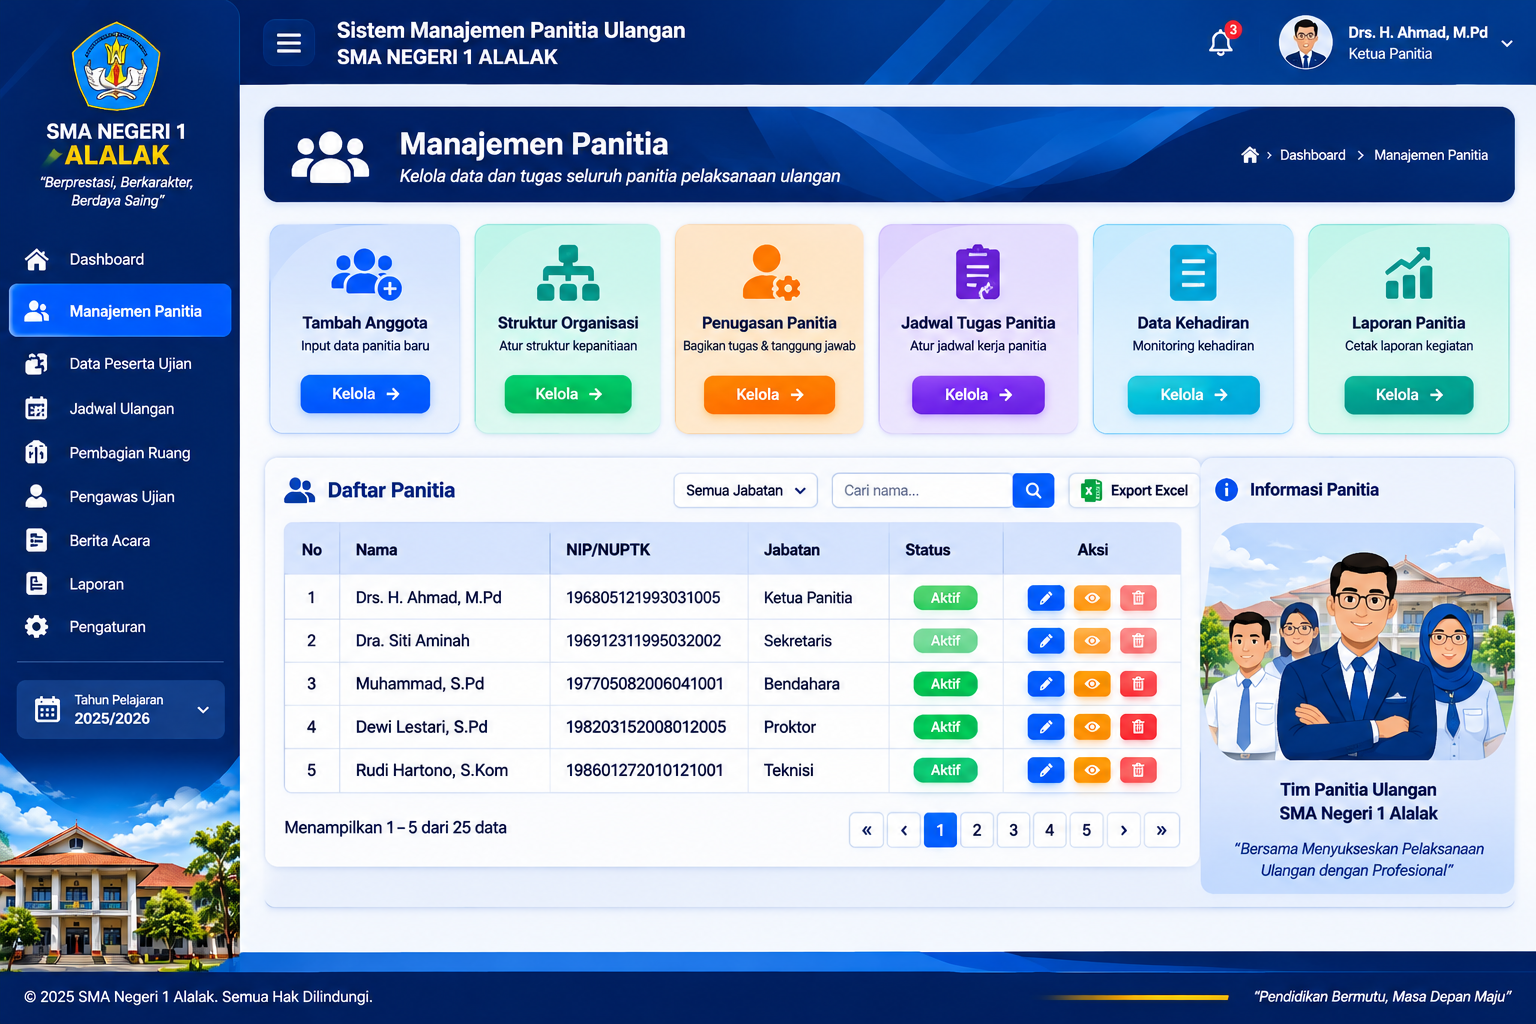 SMA NEGERI 1
ALALAK
“Berprestasi, Berkarakter,
Berdaya Saing”
Dashboard
Manajemen Panitia
Data Peserta Ujian
Jadwal Ulangan
Pembagian Ruang
Pengawas Ujian
Berita Acara
Laporan
Pengaturan
Tahun Pelajaran
2025/2026
Sistem Manajemen Panitia Ulangan
SMA NEGERI 1 ALALAK
3
Drs. H. Ahmad, M.Pd
Ketua Panitia
Manajemen Panitia
Kelola data dan tugas seluruh panitia pelaksanaan ulangan
> Dashboard > Manajemen Panitia
Tambah Anggota
Input data panitia baru
Kelola →
Struktur Organisasi
Atur struktur kepanitiaan
Kelola →
Penugasan Panitia
Bagikan tugas & tanggung jawab
Kelola →
Jadwal Tugas Panitia
Atur jadwal kerja panitia
Kelola →
Data Kehadiran
Monitoring kehadiran
Kelola →
Laporan Panitia
Cetak laporan kegiatan
Kelola →
Daftar Panitia
Semua Jabatan
Cari nama...
Export Excel
No Nama NIP/NUPTK Jabatan Status Aksi
1 Drs. H. Ahmad, M.Pd 196805121993031005 Ketua Panitia Aktif
2 Dra. Siti Aminah 196912311995032002 Sekretaris Aktif
3 Muhammad, S.Pd 197705082006041001 Bendahara Aktif
4 Dewi Lestari, S.Pd 198203152008012005 Proktor Aktif
5 Rudi Hartono, S.Kom 198601272010121001 Teknisi Aktif
Menampilkan 1 – 5 dari 25 data
« ‹ 1 2 3 4 5 › »
Informasi Panitia
Tim Panitia Ulangan
SMA Negeri 1 Alalak
“Bersama Menyukseskan Pelaksanaan
Ulangan dengan Profesional”
© 2025 SMA Negeri 1 Alalak. Semua Hak Dilindungi.
“Pendidikan Bermutu, Masa Depan Maju”